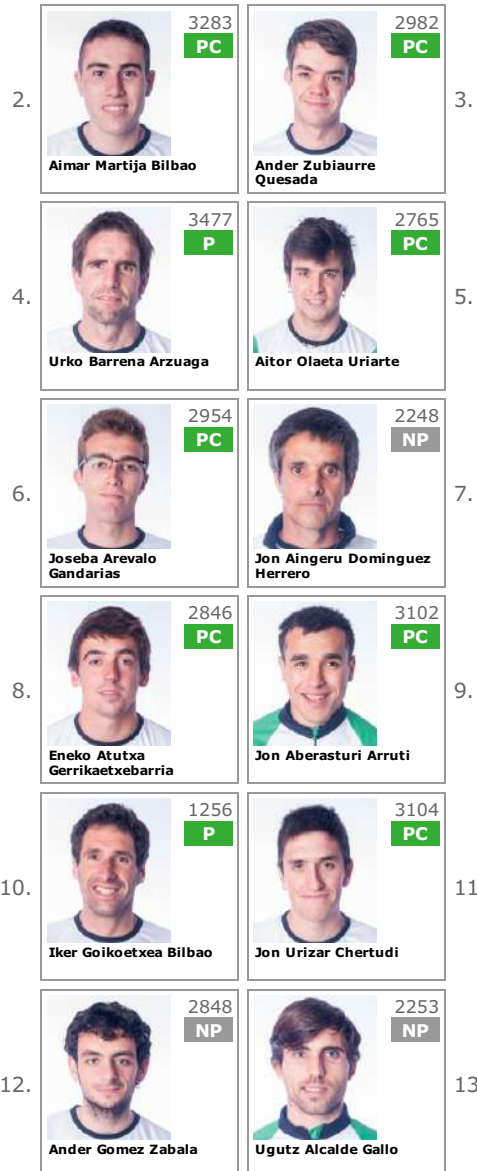 2.
3283
PC
Aimar Martija Bilbao
2982
PC
Ander Zubiaurre
Quesada
3.
4.
3477
P
Urko Barrena Arzuaga
2765
PC
Aitor Olaeta Uriarte
5.
6.
2954
PC
Joseba Arevalo
Gandarias
2248
NP
Jon Aingeru Dominguez
Herrero
7.
8.
2846
PC
Eneko Atutxa
Gerrikaetxebarria
3102
PC
Jon Aberasturi Arruti
9.
10.
1256
P
Iker Goikoetxea Bilbao
3104
PC
Jon Urizar Chertudi
11
12.
2848
NP
Ander Gomez Zabala
2253
NP
Ugutz Alcalde Gallo
13